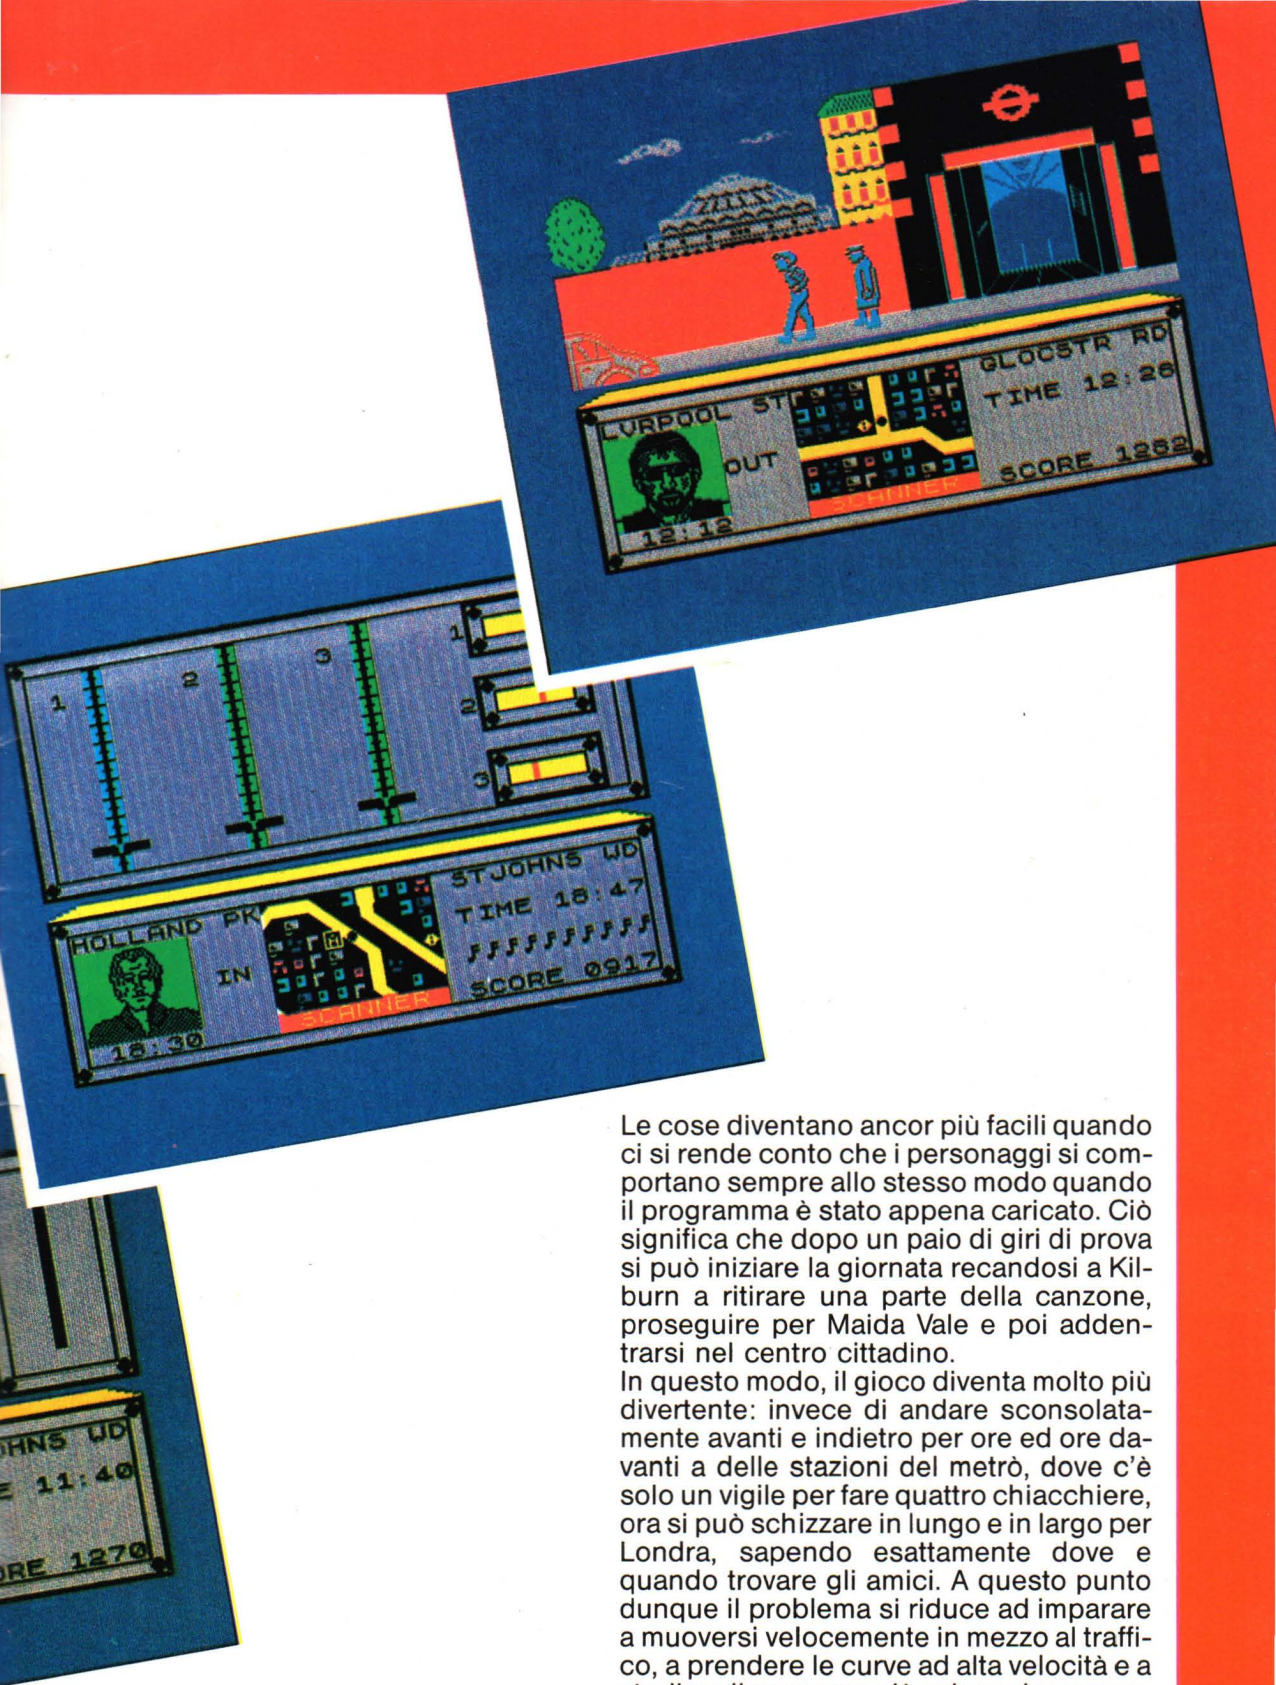 GLOCSTR RD
LVRPOOL ST
TIME 12:26
OUT
SCORE 1262
SCANNER
12:12
1
2
3
1
2
3
STJOHNS WD
HOLLAND PK
TIME 18:47
IN
SCORE 0917
SCANNER
18:30
OHNS WD
E 11:40
ORE 1270
Le cose diventano ancor più facili quando
ci si rende conto che i personaggi si com-
portano sempre allo stesso modo quando
il programma è stato appena caricato. Ciò
significa che dopo un paio di giri di prova
si può iniziare la giornata recandosi a Kil-
burn a ritirare una parte della canzone,
proseguire per Maida Vale e poi adden-
trarsi nel centro cittadino.
In questo modo, il gioco diventa molto più
divertente: invece di andare sconsolata-
mente avanti e indietro per ore ed ore da-
vanti a delle stazioni del metrò, dove c'è
solo un vigile per fare quattro chiacchiere,
ora si può schizzare in lungo e in largo per
Londra, sapendo esattamente dove e
quando trovare gli amici. A questo punto
dunque il problema si riduce ad imparare
a muoversi velocemente in mezzo al traffi-
co, a prendere le curve ad alta velocità e a